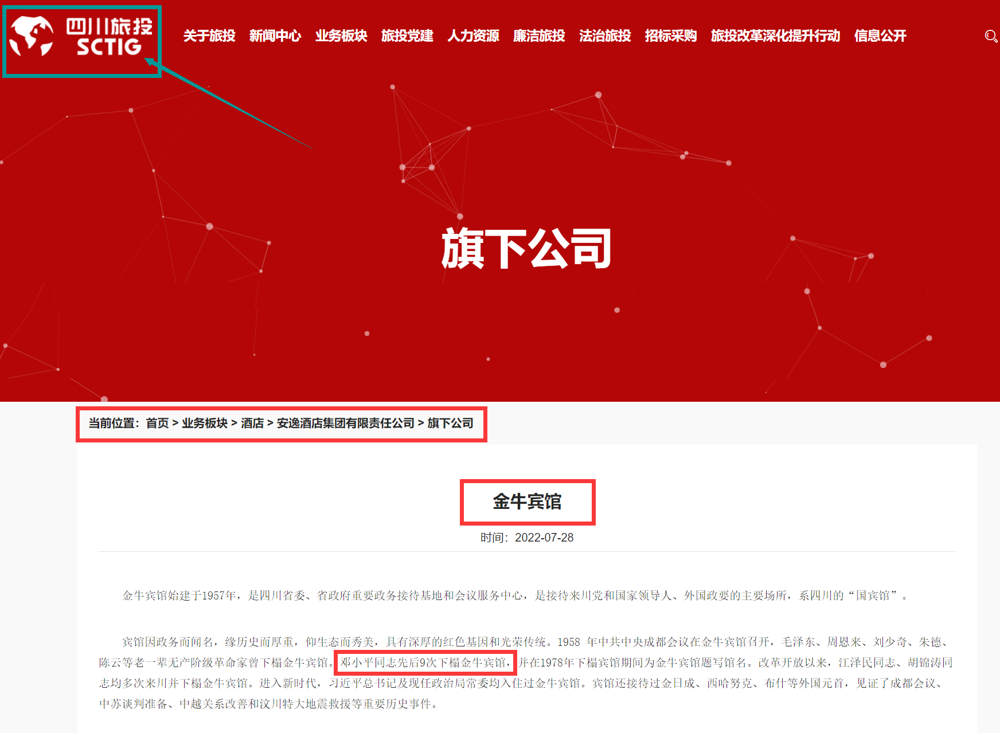 四川旅投
SCTIG
关于旅投 新闻中心 业务板块 旅投党建 人力资源 廉洁旅投 法治旅投 招标采购 旅投改革深化提升行动 信息公开
旗下公司
当前位置：首页 > 业务板块 > 酒店 > 安逸酒店集团有限责任公司 > 旗下公司
金牛宾馆
时间：2022-07-28
金牛宾馆始建于1957年，是四川省委、省政府重要政务接待基地和会议服务中心，是接待来川党和国家领导人、外国政要的主要场所，系四川的“国宾馆”。
宾馆因政务而闻名，缘历史而厚重，仰生态而秀美，具有深厚的红色基因和光荣传统。1958 年中共中央成都会议在金牛宾馆召开，毛泽东、周恩来、刘少奇、朱德、
陈云等老一辈无产阶级革命家曾下榻金牛宾馆。邓小平同志先后9次下榻金牛宾馆，并在1978年下榻宾馆期间为金牛宾馆题写馆名。改革开放以来，江泽民同志、胡锦涛同
志均多次来川并下榻金牛宾馆。进入新时代，习近平总书记及现任政治局常委均入住过金牛宾馆。宾馆还接待过金日成、西哈努克、布什等外国元首，见证了成都会议、
中苏谈判准备、中越关系改善和汶川特大地震救援等重要历史事件。